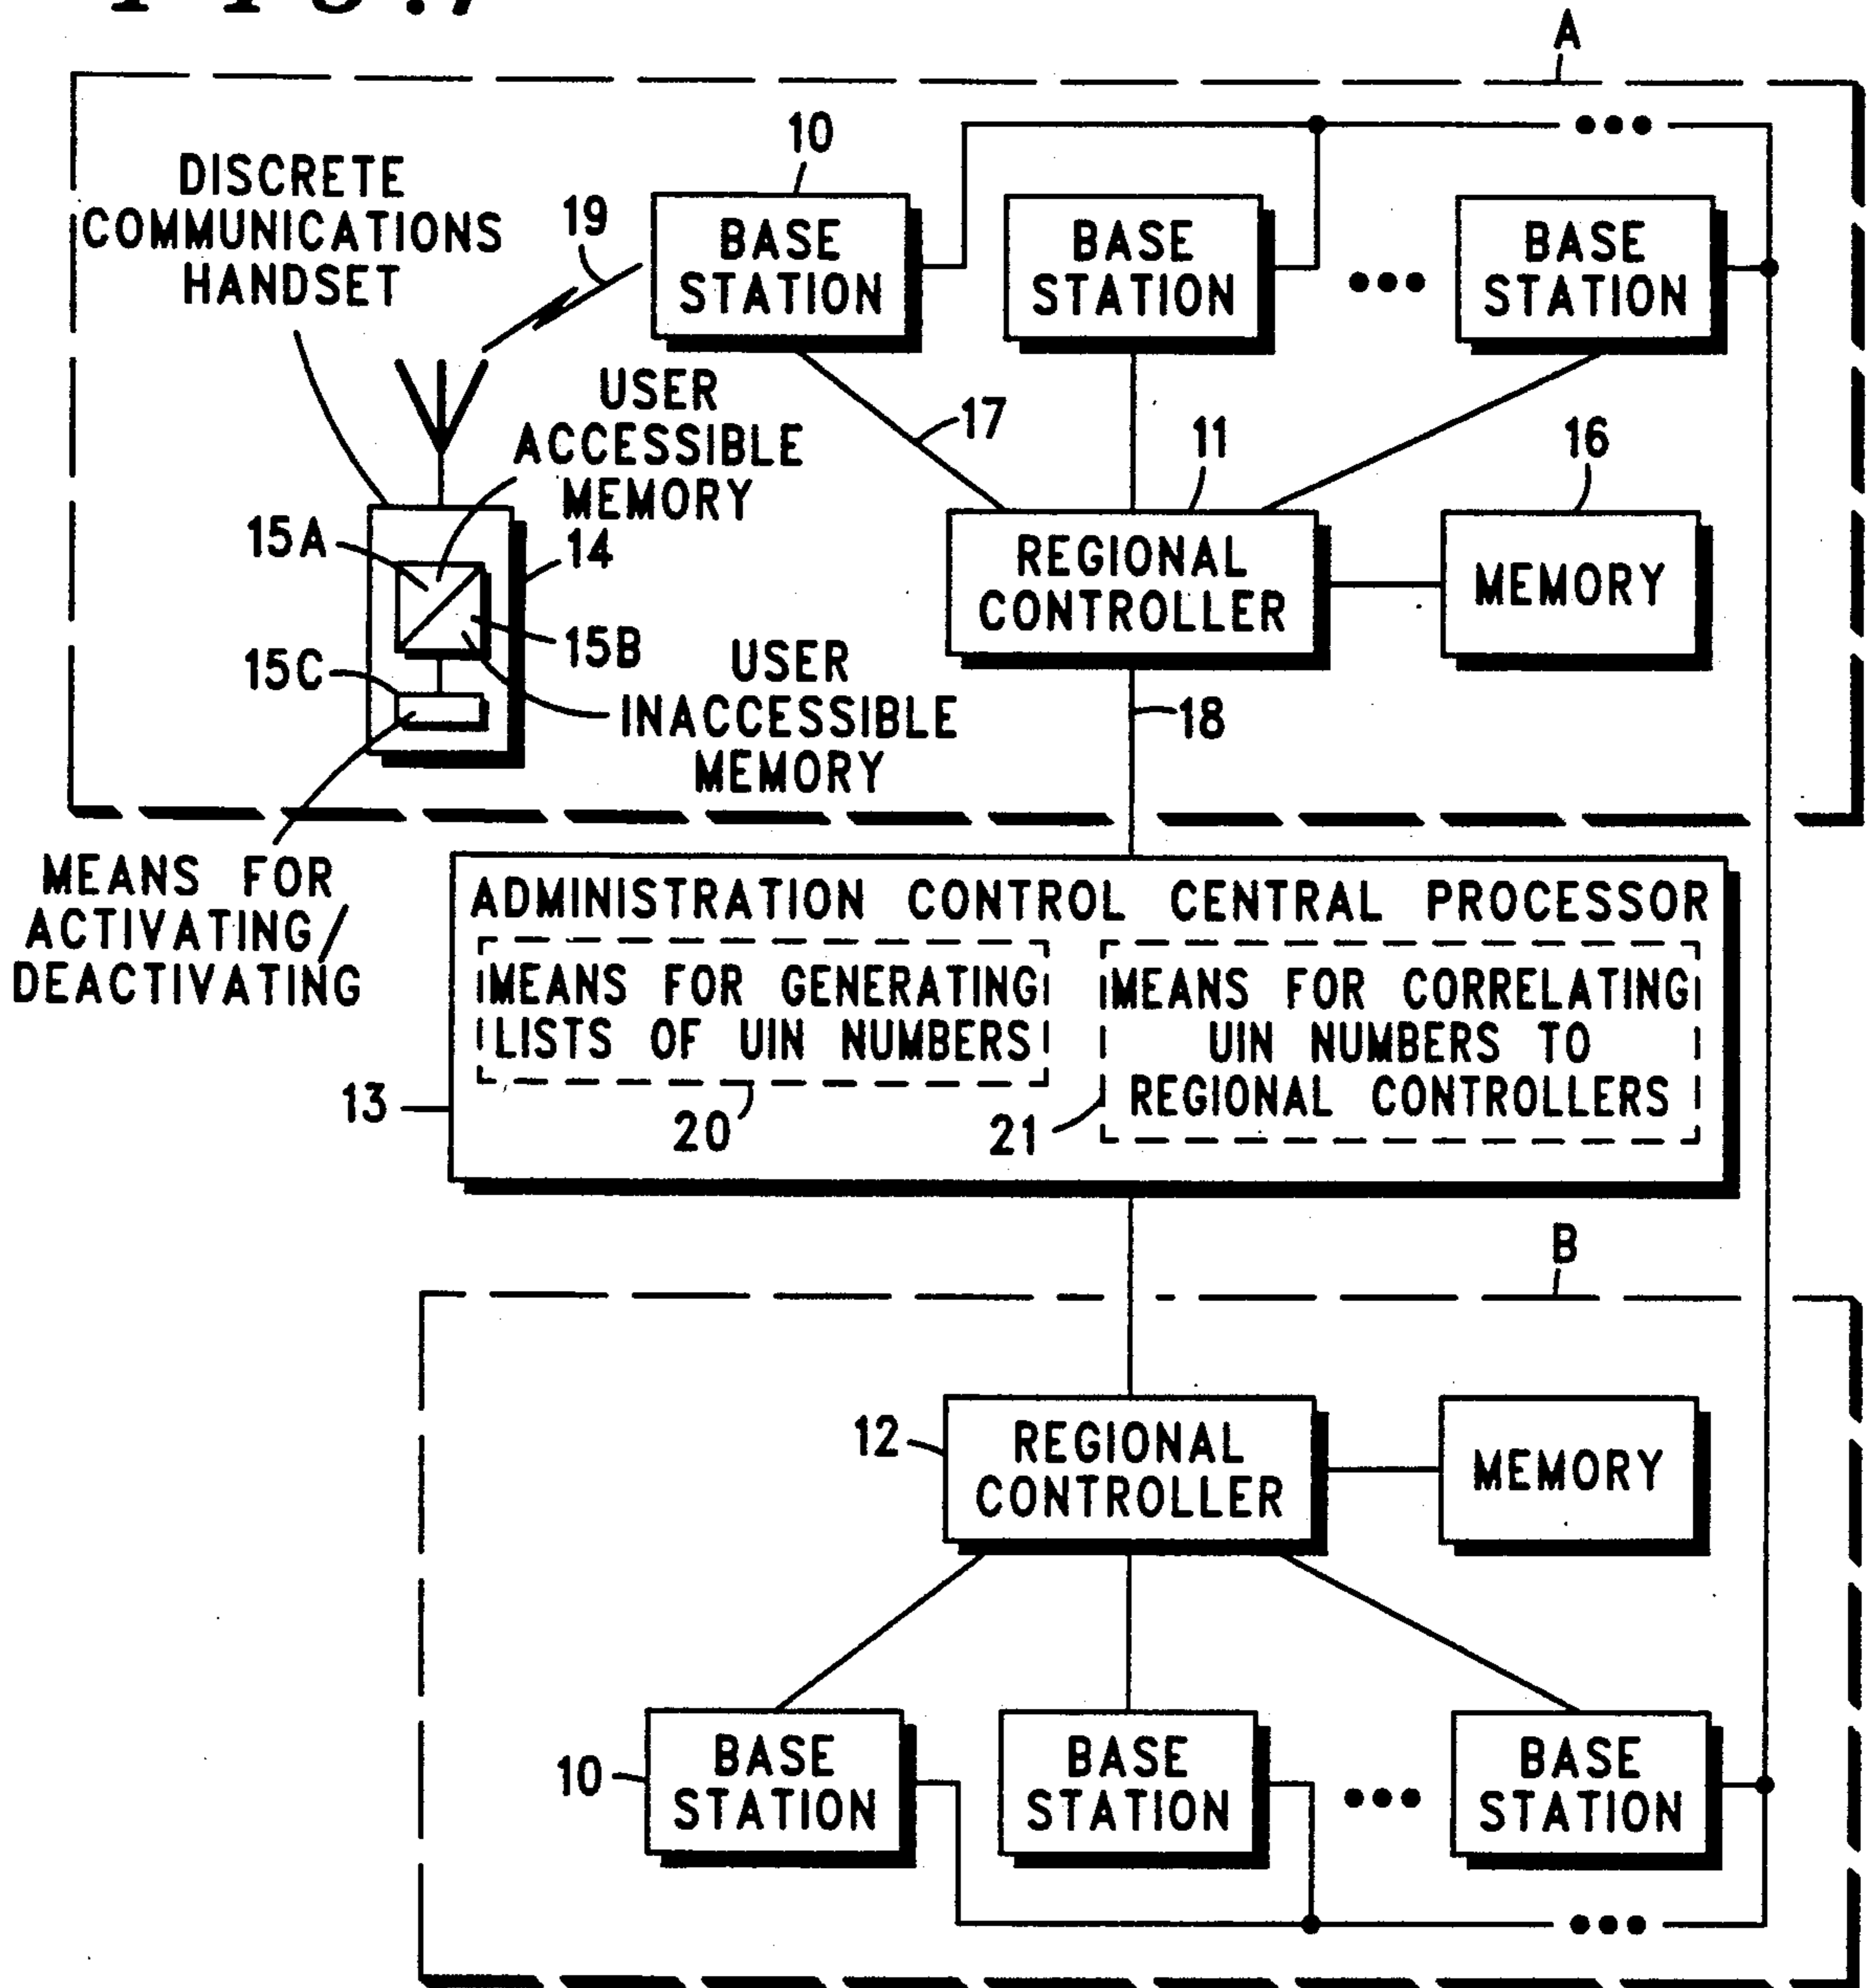 A
10
DISCRETE
COMMUNICATIONS
HANDSET
19
BASE
STATION
BASE
STATION
•••
BASE
STATION
•••
USER
ACCESSIBLE
MEMORY
17
11
16
15A
14
REGIONAL
CONTROLLER
MEMORY
15B
15C
USER
INACCESSIBLE
MEMORY
18
MEANS FOR
ACTIVATING/
DEACTIVATING
ADMINISTRATION CONTROL CENTRAL PROCESSOR
MEANS FOR GENERATING
LISTS OF UIN NUMBERS
MEANS FOR CORRELATING
UIN NUMBERS TO
REGIONAL CONTROLLERS
13
20
21
B
12
REGIONAL
CONTROLLER
MEMORY
10
BASE
STATION
BASE
STATION
•••
BASE
STATION
•••